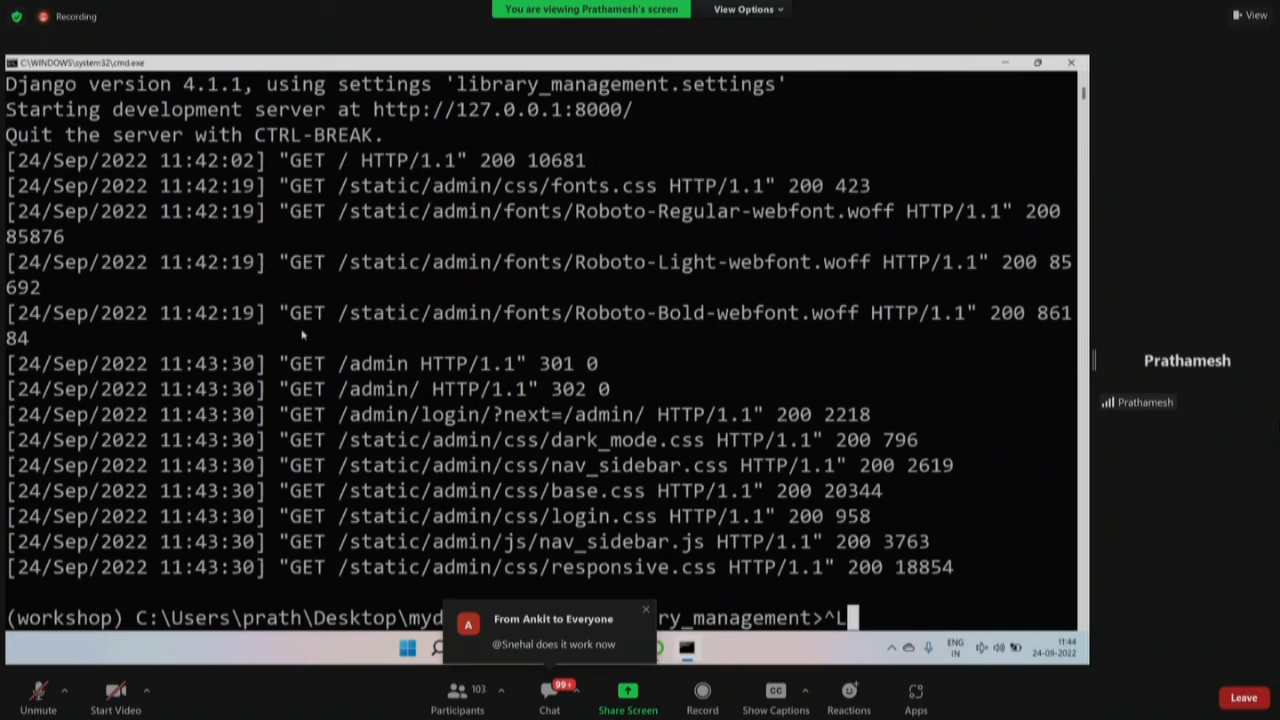 Recording
You are viewing Prathamesh's screen
View Options
View
C:\WINDOWS\system32\cmd.exe
Django version 4.1.1, using settings 'library_management.settings'
Starting development server at http://127.0.0.1:8000/
Quit the server with CTRL-BREAK.
[24/Sep/2022 11:42:02] "GET / HTTP/1.1" 200 10681
[24/Sep/2022 11:42:19] "GET /static/admin/css/fonts.css HTTP/1.1" 200 423
[24/Sep/2022 11:42:19] "GET /static/admin/fonts/Roboto-Regular-webfont.woff HTTP/1.1" 200
85876
[24/Sep/2022 11:42:19] "GET /static/admin/fonts/Roboto-Light-webfont.woff HTTP/1.1" 200 85
692
[24/Sep/2022 11:42:19] "GET /static/admin/fonts/Roboto-Bold-webfont.woff HTTP/1.1" 200 861
84
[24/Sep/2022 11:43:30] "GET /admin HTTP/1.1" 301 0
[24/Sep/2022 11:43:30] "GET /admin/ HTTP/1.1" 302 0
[24/Sep/2022 11:43:30] "GET /admin/login/?next=/admin/ HTTP/1.1" 200 2218
[24/Sep/2022 11:43:30] "GET /static/admin/css/dark_mode.css HTTP/1.1" 200 796
[24/Sep/2022 11:43:30] "GET /static/admin/css/nav_sidebar.css HTTP/1.1" 200 2619
[24/Sep/2022 11:43:30] "GET /static/admin/css/base.css HTTP/1.1" 200 20344
[24/Sep/2022 11:43:30] "GET /static/admin/css/login.css HTTP/1.1" 200 958
[24/Sep/2022 11:43:30] "GET /static/admin/js/nav_sidebar.js HTTP/1.1" 200 3763
[24/Sep/2022 11:43:30] "GET /static/admin/css/responsive.css HTTP/1.1" 200 18854
(workshop) C:\Users\prath\Desktop\myd ry_management>^L
A
From Ankit to Everyone
@Snehal does it work now
Prathamesh
Prathamesh
ENG
IN
11:44
24-09-2022
Unmute
Start Video
Participants
103
Chat
99+
Share Screen
Record
CC
Show Captions
Reactions
Apps
Leave